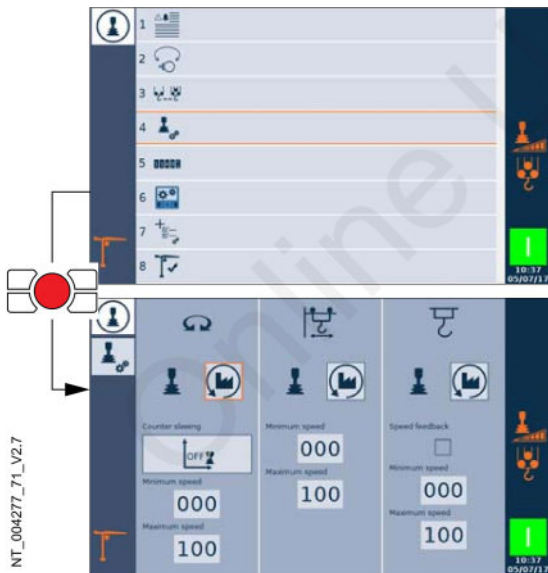 1
2
3
4
5
6
7
8
10:37
05/07/17
Counter slewing
OFF
Minimum speed
000
Maximum speed
100
Minimum speed
000
Maximum speed
100
Speed feedback
Minimum speed
000
Maximum speed
100
10:37
05/07/17
NT_004277_71_V2.7
Online